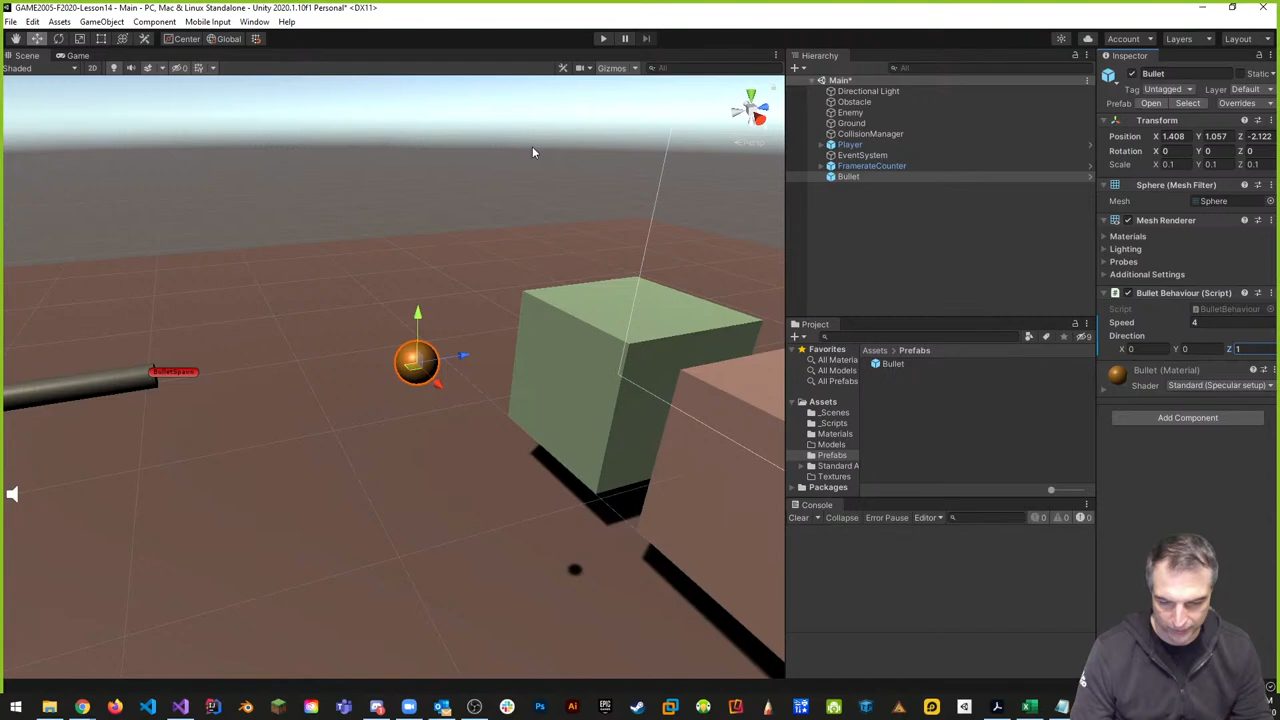 GAME2005-F2020-Lesson14 - Main - PC, Mac & Linux Standalone - Unity 2020.1.10f1 Personal* <DX11>
File Edit Assets GameObject Component Mobile Input Window Help
Center Global Account Layers Layout
Scene Game Hierarchy Inspector
Shaded 2D 0 Gizmos All All
Main*
Directional Light
Obstacle
Enemy
Ground
CollisionManager
Player
EventSystem
FramerateCounter
Bullet
Bullet Static
Tag Untagged Layer Default
Prefab Open Select Overrides
Transform
Position X 1.408 Y 1.057 Z -2.122
Rotation X 0 Y 0 Z 0
Scale X 0.1 Y 0.1 Z 0.1
Sphere (Mesh Filter)
Mesh Sphere
Mesh Renderer
Materials
Lighting
Probes
Additional Settings
Bullet Behaviour (Script)
Script BulletBehaviour
Speed 4
Direction
X 0 Y 0 Z 1
Bullet (Material)
Shader Standard (Specular setup)
Add Component
Persp
BulletSpawn
Project
9
Favorites
All Materia
All Models
All Prefabs
Assets
_Scenes
_Scripts
Materials
Models
Prefabs
Standard A
Textures
Packages
Assets Prefabs
Bullet
Console
Clear Collapse Error Pause Editor 0 0 0